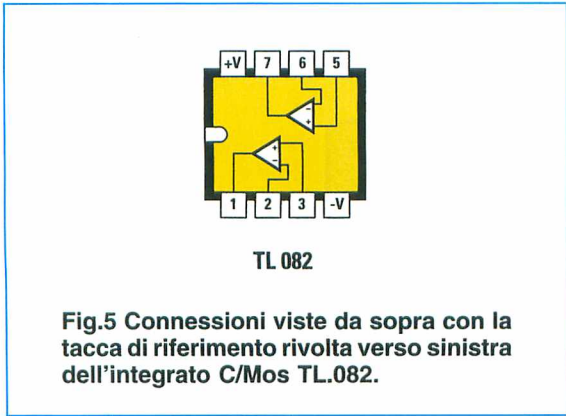 +V 7 6 5
- +
+ -
1 2 3 -V
TL 082
Fig.5 Connessioni viste da sopra con la
tacca di riferimento rivolta verso sinistra
dell'integrato C/Mos TL.082.